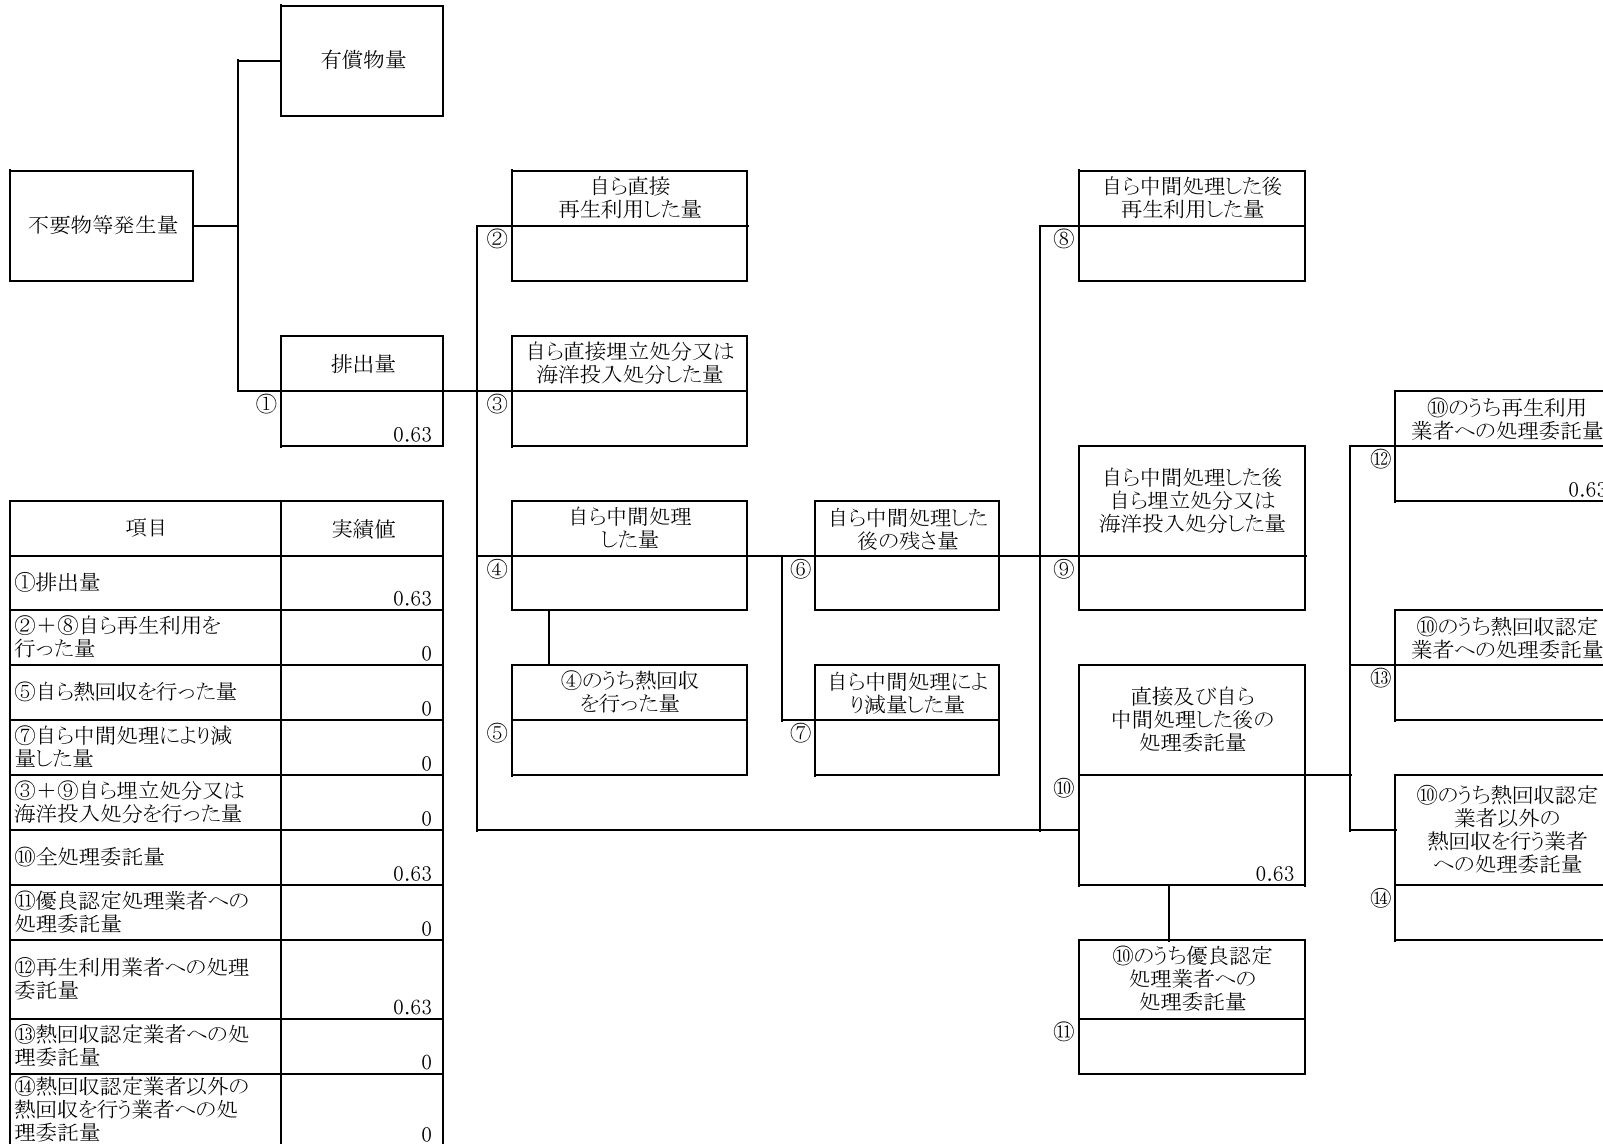 有償物量
不要物等発生量
自ら直接
再生利用した量
②
自ら中間処理した後
再生利用した量
⑧
排出量
①
0.63
自ら直接埋立処分又は
海洋投入処分した量
③
⑩のうち再生利用
業者への処理委託量
⑫
0.63
自ら中間処理
した量
④
自ら中間処理した
後の残さ量
⑥
自ら中間処理した後
自ら埋立処分又は
海洋投入処分した量
⑨
⑩のうち熱回収認定
業者への処理委託量
⑬
④のうち熱回収
を行った量
⑤
自ら中間処理によ
り減量した量
⑦
直接及び自ら
中間処理した後の
処理委託量
⑩
0.63
⑩のうち熱回収認定
業者以外の
熱回収を行う業者
への処理委託量
⑭
⑩のうち優良認定
処理業者への
処理委託量
⑪
項目 実績値
①排出量
0.63
②＋⑧自ら再生利用を
行った量
0
⑤自ら熱回収を行った量
0
⑦自ら中間処理により減
量した量
0
③＋⑨自ら埋立処分又は
海洋投入処分を行った量
0
⑩全処理委託量
0.63
⑪優良認定処理業者への
処理委託量
0
⑫再生利用業者への処理
委託量
0.63
⑬熱回収認定業者への処
理委託量
0
⑭熱回収認定業者以外の
熱回収を行う業者への処
理委託量
0